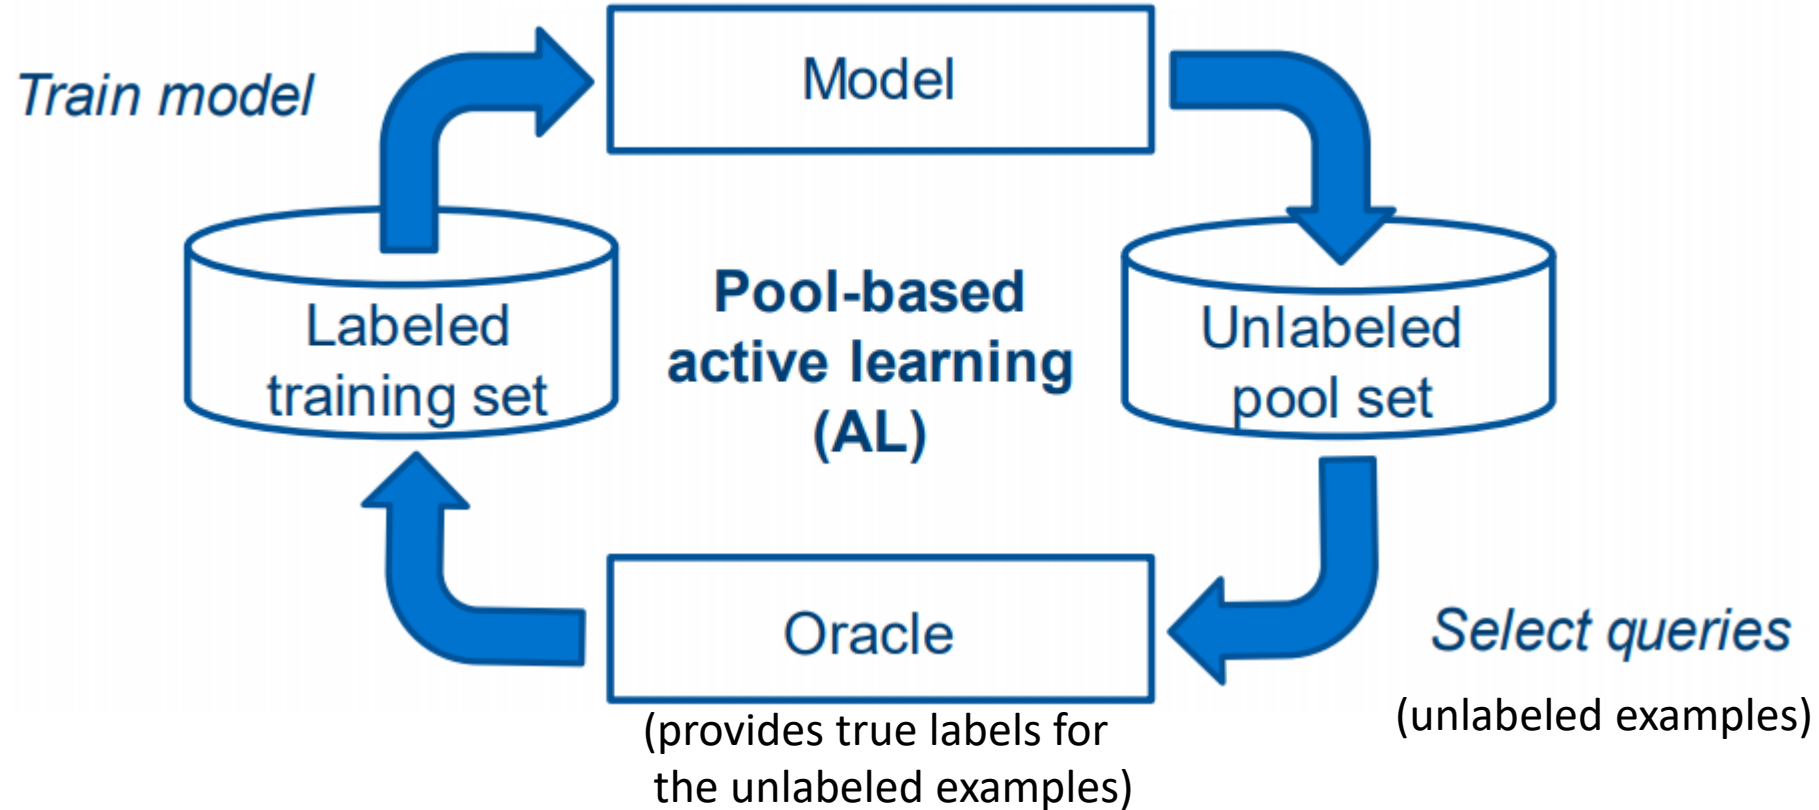 Train model
Model
Labeled
training set
Pool-based
active learning
(AL)
Unlabeled
pool set
Oracle
(provides true labels for
the unlabeled examples)
Select queries
(unlabeled examples)